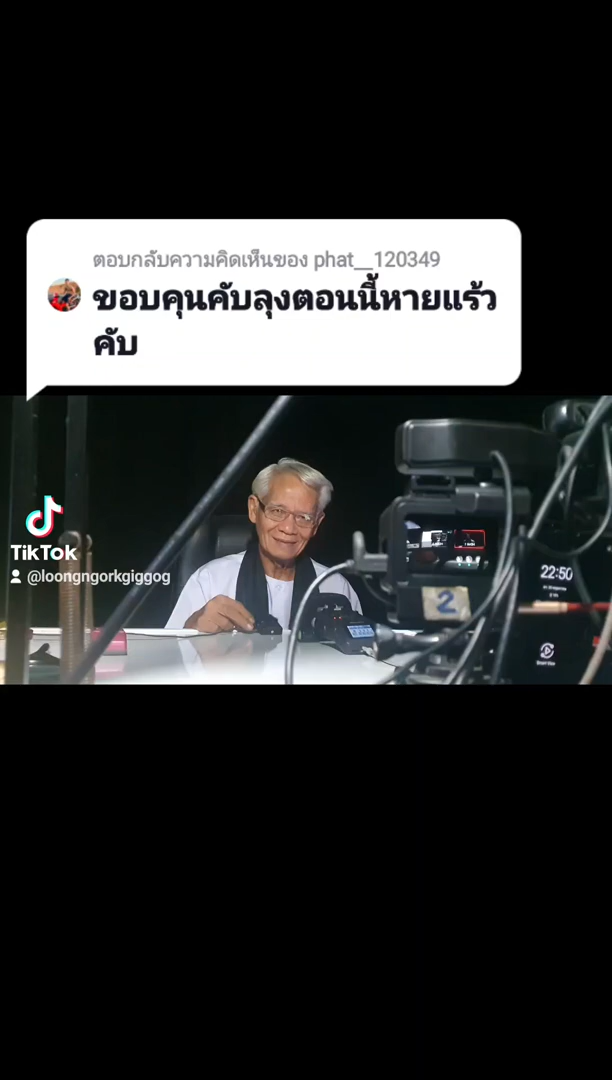 ตอบกลับความคิดเห็นของ phat__120349
ขอบคุนคับลุงตอนนี้หายแร้ว
คับ
TikTok
@loongngorkgiggog
2
22:50